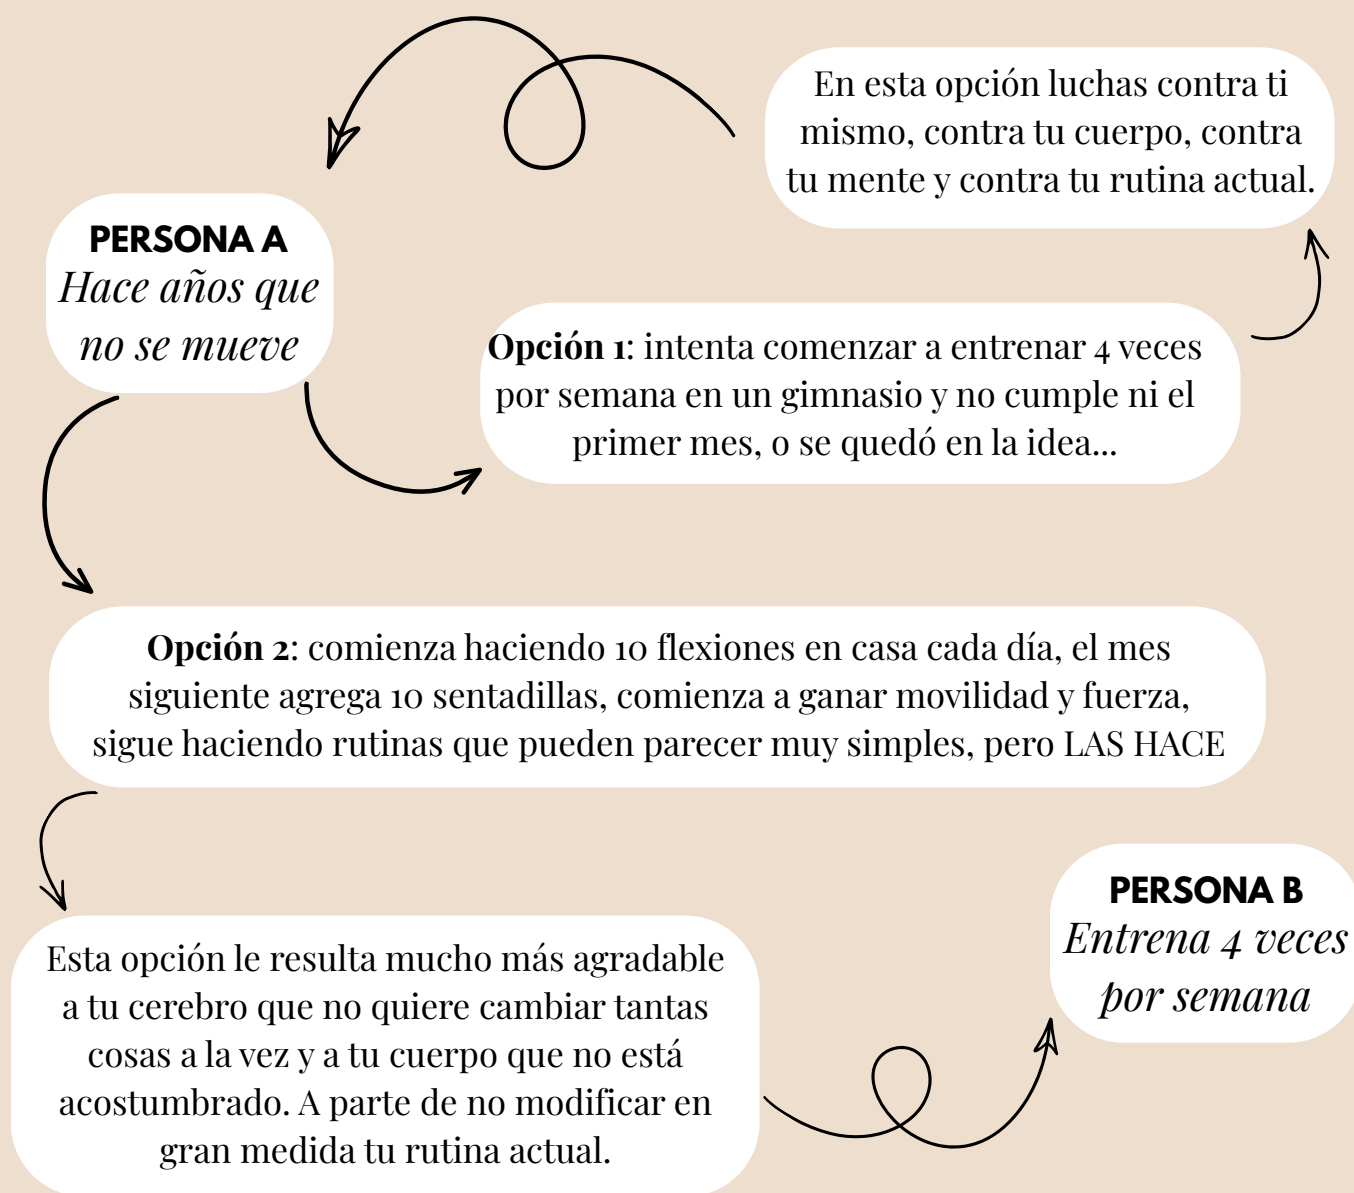 En esta opción luchas contra ti
mismo, contra tu cuerpo, contra
tu mente y contra tu rutina actual.
PERSONA A
Hace años que
no se mueve
Opción 1: intenta comenzar a entrenar 4 veces
por semana en un gimnasio y no cumple ni el
primer mes, o se quedó en la idea...
Opción 2: comienza haciendo 10 flexiones en casa cada día, el mes
siguiente agrega 10 sentadillas, comienza a ganar movilidad y fuerza,
sigue haciendo rutinas que pueden parecer muy simples, pero LAS HACE
PERSONA B
Entrena 4 veces
por semana
Esta opción le resulta mucho más agradable
a tu cerebro que no quiere cambiar tantas
cosas a la vez y a tu cuerpo que no está
acostumbrado. A parte de no modificar en
gran medida tu rutina actual.